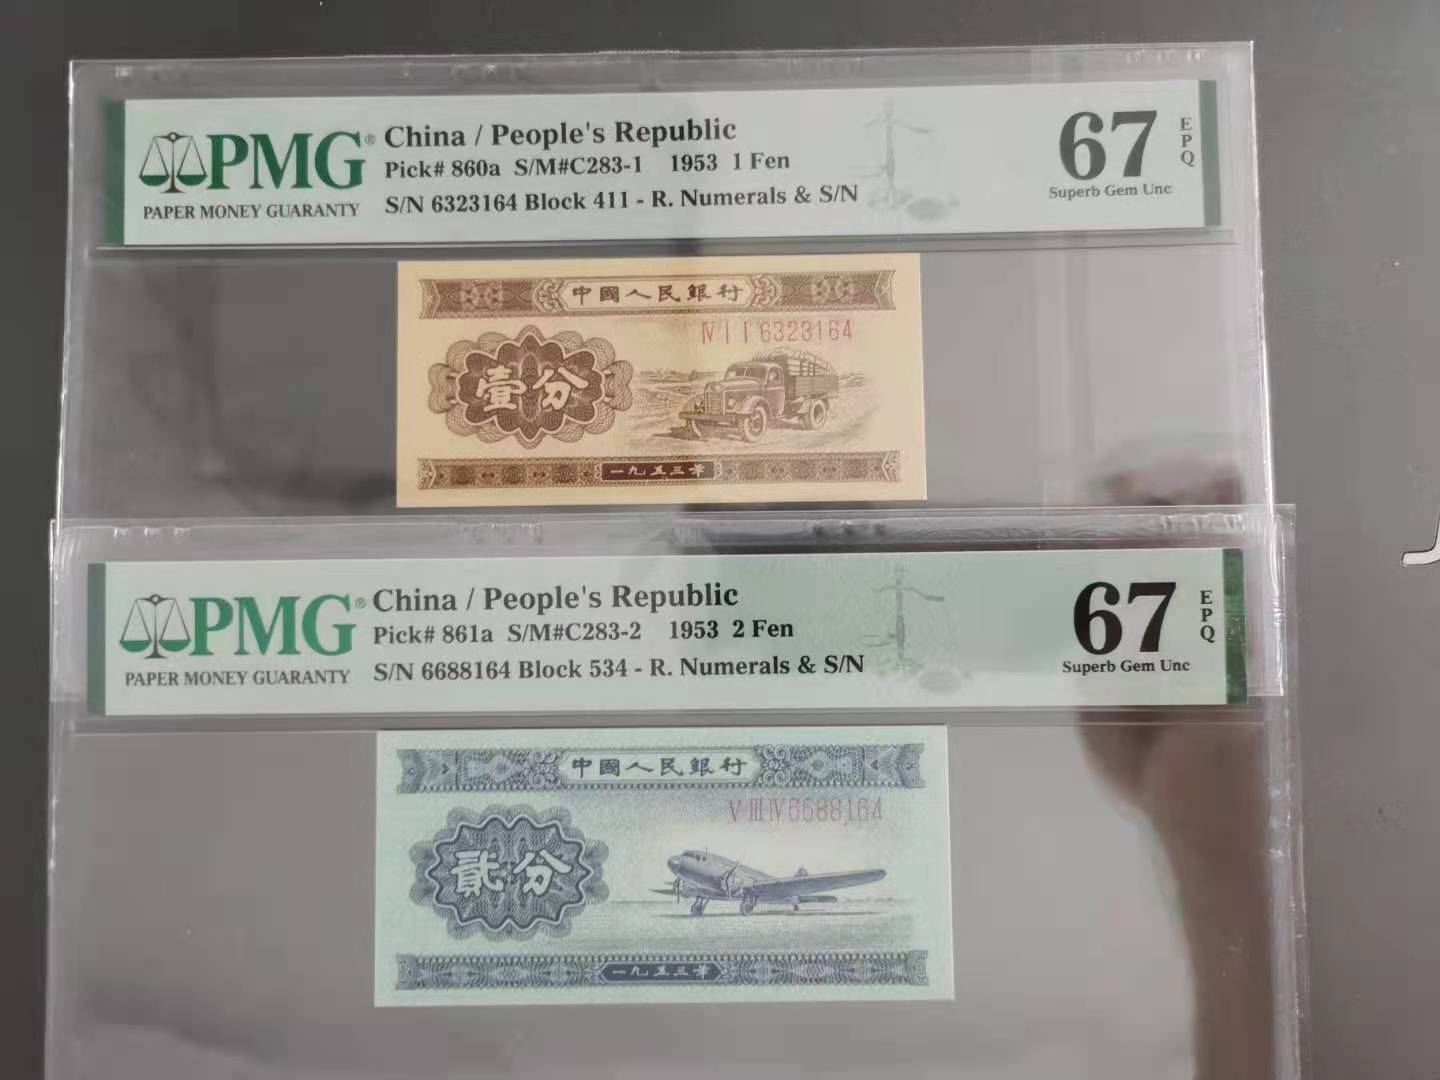 PMG®
PAPER MONEY GUARANTY
China / People's Republic
Pick# 860a S/M#C283-1 1953 1 Fen
S/N 6323164 Block 411 - R. Numerals & S/N
67
EPQ
Superb Gem Unc
中國人民銀行
Ⅳ Ⅰ Ⅰ 6323164
壹分
一九五三年
PMG®
PAPER MONEY GUARANTY
China / People's Republic
Pick# 861a S/M#C283-2 1953 2 Fen
S/N 6688164 Block 534 - R. Numerals & S/N
67
EPQ
Superb Gem Unc
中國人民銀行
Ⅴ Ⅲ Ⅳ 6688164
貳分
一九五三年